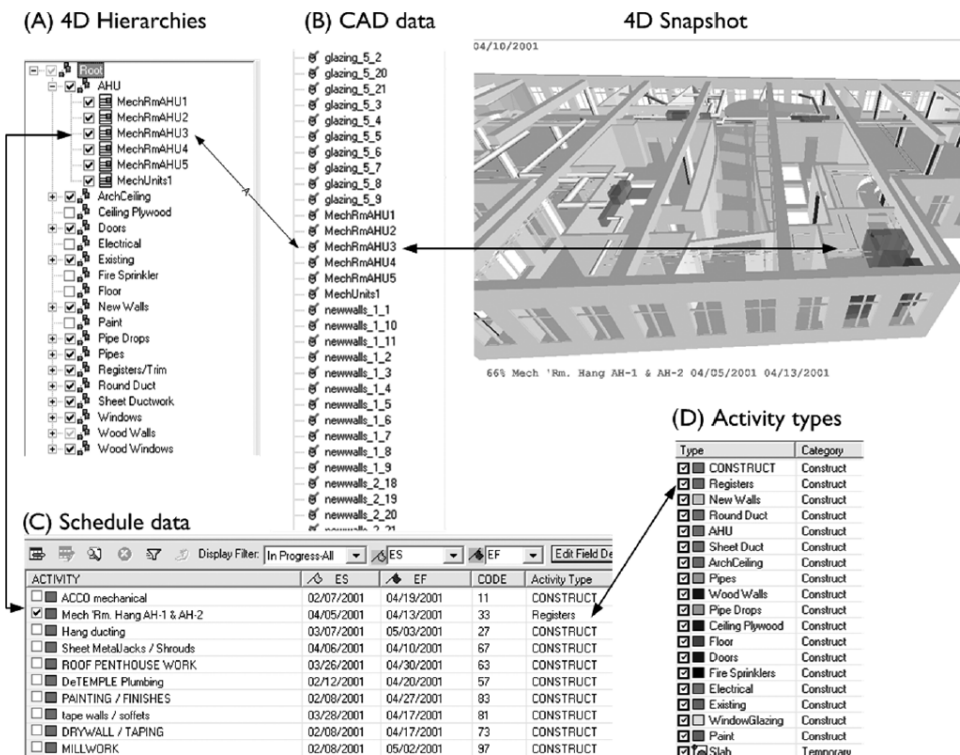 (A) 4D Hierarchies
Root
AHU
MechRmAHU1
MechRmAHU2
MechRmAHU3
MechRmAHU4
MechRmAHU5
MechUnits1
ArchCeiling
Ceiling Plywood
Doors
Electrical
Existing
Fire Sprinkler
Floor
New Walls
Paint
Pipe Drops
Pipes
Registers/Trim
Round Duct
Sheet Ductwork
Windows
Wood Walls
Wood Windows
(B) CAD data
glazing_5_2
glazing_5_20
glazing_5_21
glazing_5_3
glazing_5_4
glazing_5_5
glazing_5_6
glazing_5_7
glazing_5_8
glazing_5_9
MechRmAHU1
MechRmAHU2
MechRmAHU3
MechRmAHU4
MechRmAHU5
MechUnits1
newwalls_1_1
newwalls_1_10
newwalls_1_11
newwalls_1_2
newwalls_1_3
newwalls_1_4
newwalls_1_5
newwalls_1_6
newwalls_1_7
newwalls_1_8
newwalls_1_9
newwalls_2_18
newwalls_2_19
newwalls_2_20
newwalls_2_21
4D Snapshot
04/10/2001
66% Mech 'Rm. Hang AH-1 & AH-2 04/05/2001 04/13/2001
(C) Schedule data
Display Filter: In Progress-All ES EF Edit Field De
ACTIVITY ES EF CODE Activity Type
ACCO mechanical 02/07/2001 04/19/2001 11 CONSTRUCT
Mech 'Rm. Hang AH-1 & AH-2 04/05/2001 04/13/2001 33 Registers
Hang ducting 03/07/2001 05/03/2001 27 CONSTRUCT
Sheet MetalJacks / Shrouds 04/06/2001 04/10/2001 67 CONSTRUCT
ROOF PENTHOUSE WORK 03/26/2001 04/30/2001 63 CONSTRUCT
DeTEMPLE Plumbing 02/12/2001 04/20/2001 57 CONSTRUCT
PAINTING / FINISHES 02/08/2001 04/27/2001 83 CONSTRUCT
tape walls / soffets 03/28/2001 04/17/2001 81 CONSTRUCT
DRYWALL / TAPING 02/08/2001 04/17/2001 73 CONSTRUCT
MILLWORK 02/08/2001 05/02/2001 97 CONSTRUCT
(D) Activity types
Type Category
CONSTRUCT Construct
Registers Construct
New Walls Construct
Round Duct Construct
AHU Construct
Sheet Duct Construct
ArchCeiling Construct
Pipes Construct
Wood Walls Construct
Pipe Drops Construct
Ceiling Plywood Construct
Floor Construct
Doors Construct
Fire Sprinklers Construct
Electrical Construct
Existing Construct
WindowGlazing Construct
Paint Construct
Slab Temporary